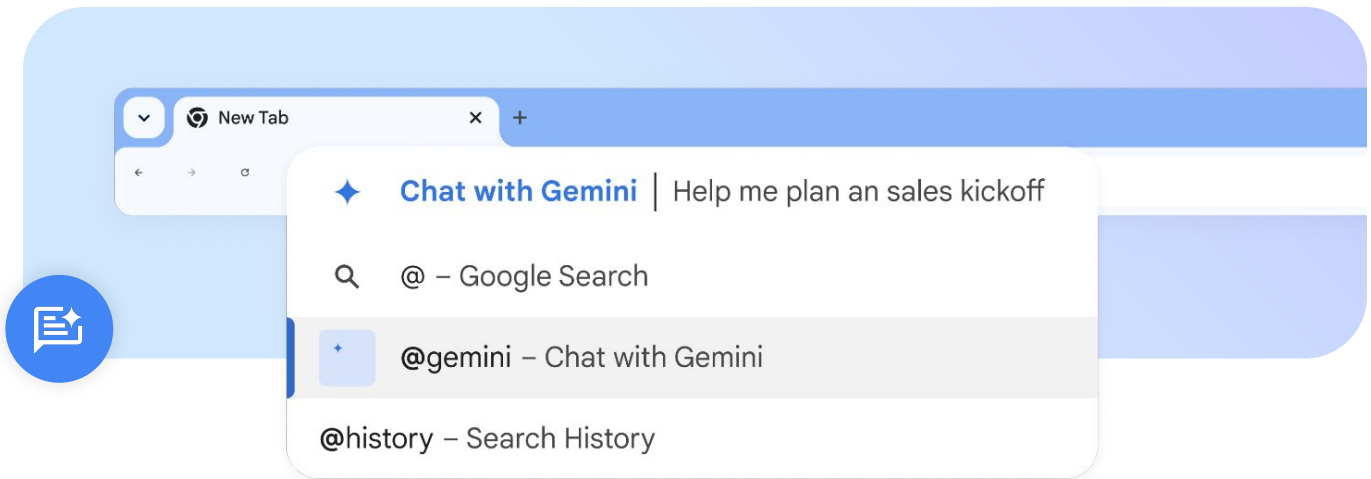 New Tab
Chat with Gemini | Help me plan an sales kickoff
@ – Google Search
@gemini – Chat with Gemini
@history – Search History